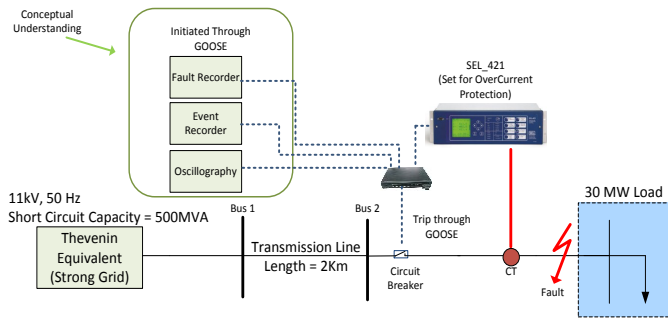 Conceptual
Understanding
Initiated Through
GOOSE
Fault Recorder
Event
Recorder
Oscillography
SEL_421
(Set for OverCurrent
Protection)
11kV, 50 Hz
Short Circuit Capacity = 500MVA
Thevenin
Equivalent
(Strong Grid)
Bus 1
Transmission Line
Length = 2Km
Bus 2
Trip through
GOOSE
Circuit
Breaker
CT
Fault
30 MW Load